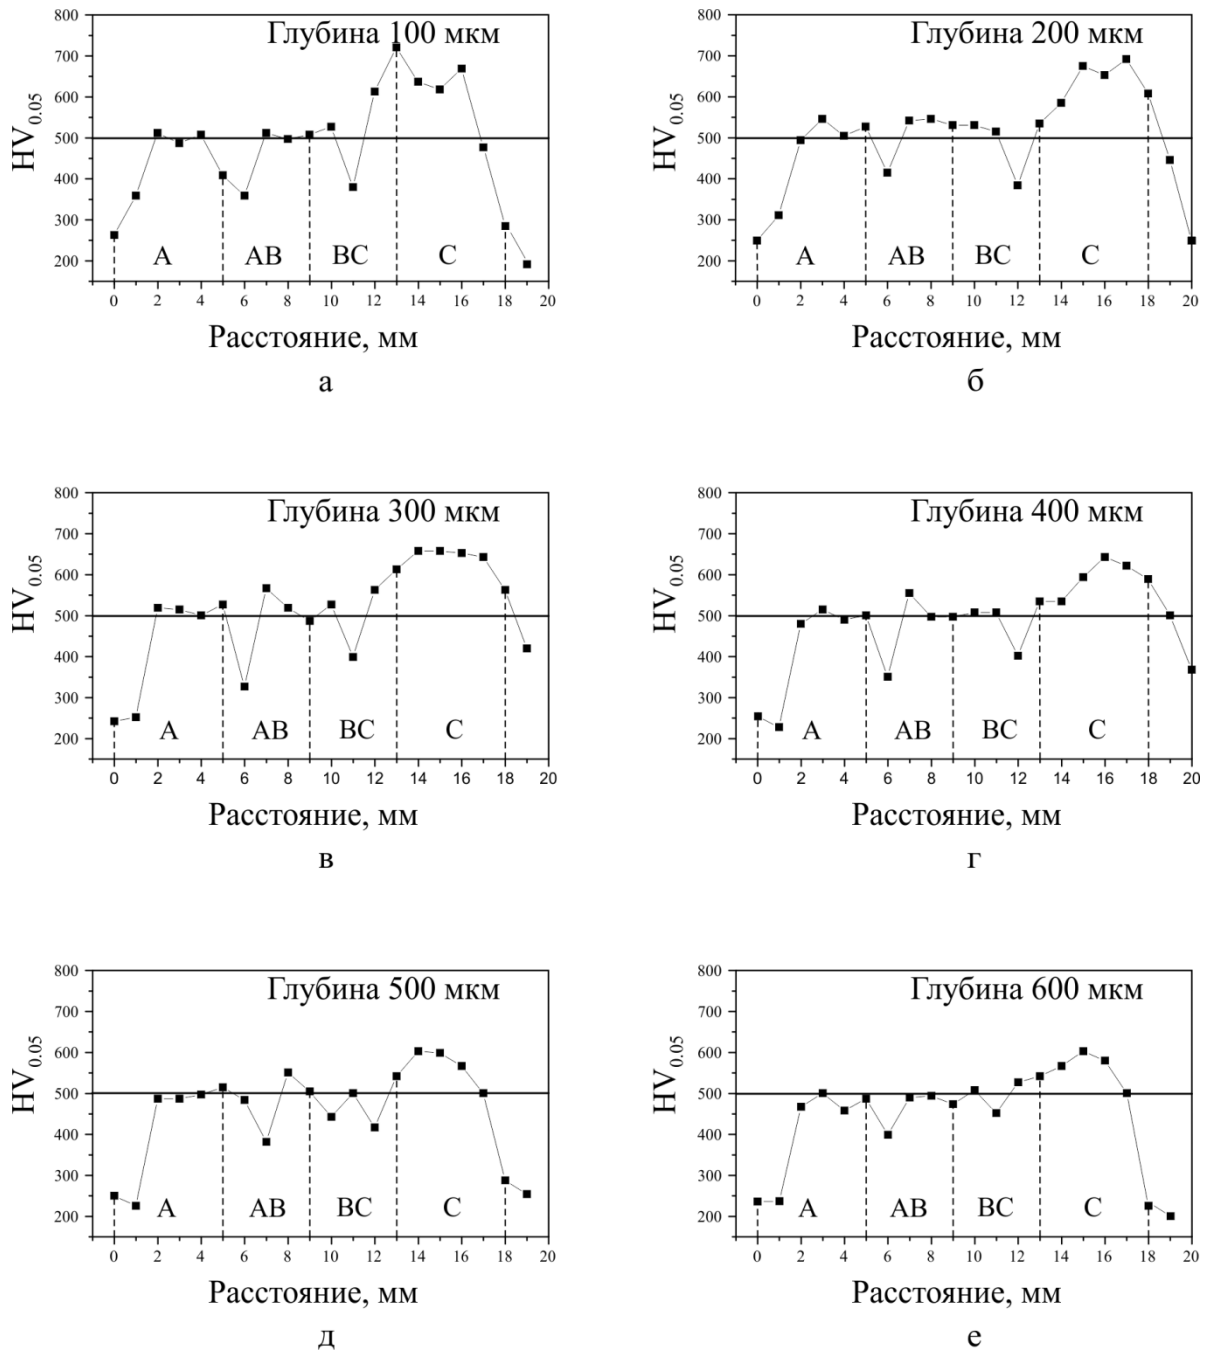 800
700
600
500
400
300
200
HV0.05
Глубина 100 мкм
A AB BC C
0 2 4 6 8 10 12 14 16 18 20
Расстояние, мм
а
800
700
600
500
400
300
200
HV0.05
Глубина 200 мкм
A AB BC C
0 2 4 6 8 10 12 14 16 18 20
Расстояние, мм
б
800
700
600
500
400
300
200
HV0.05
Глубина 300 мкм
A AB BC C
0 2 4 6 8 10 12 14 16 18 20
Расстояние, мм
в
800
700
600
500
400
300
200
HV0.05
Глубина 400 мкм
A AB BC C
0 2 4 6 8 10 12 14 16 18 20
Расстояние, мм
г
800
700
600
500
400
300
200
HV0.05
Глубина 500 мкм
A AB BC C
0 2 4 6 8 10 12 14 16 18 20
Расстояние, мм
д
800
700
600
500
400
300
200
HV0.05
Глубина 600 мкм
A AB BC C
0 2 4 6 8 10 12 14 16 18 20
Расстояние, мм
е